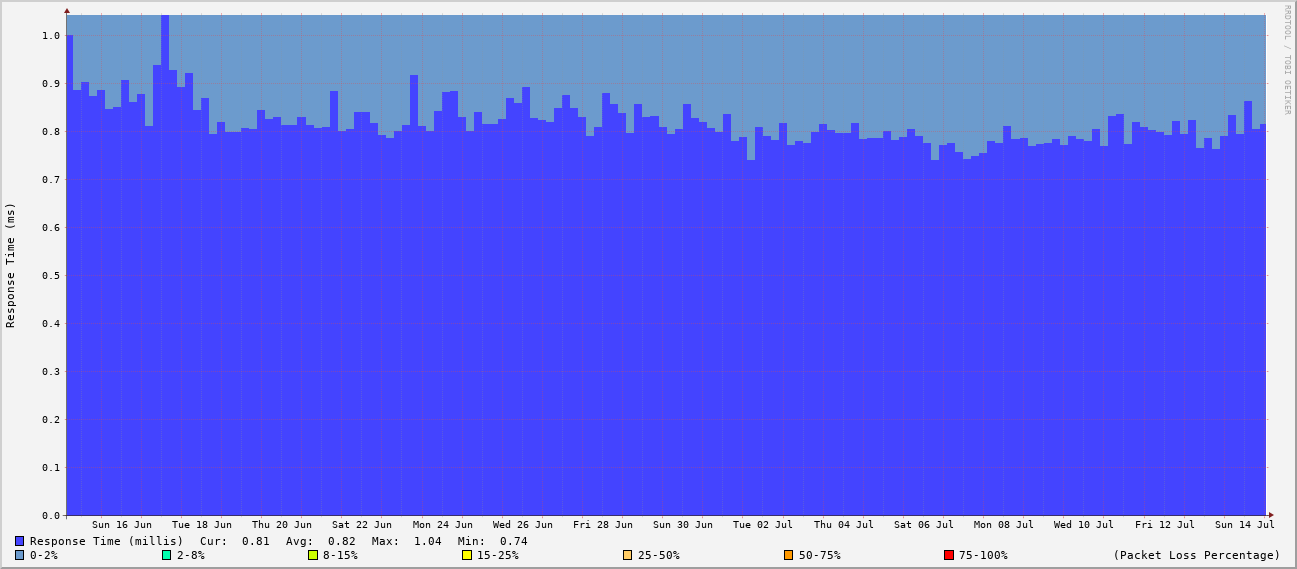 RRDTOOL / TOBI OETIKER
Response Time (ms)
1.0
0.9
0.8
0.7
0.6
0.5
0.4
0.3
0.2
0.1
0.0
Sun 16 Jun Tue 18 Jun Thu 20 Jun Sat 22 Jun Mon 24 Jun Wed 26 Jun Fri 28 Jun Sun 30 Jun Tue 02 Jul Thu 04 Jul Sat 06 Jul Mon 08 Jul Wed 10 Jul Fri 12 Jul Sun 14 Jul
Response Time (millis) Cur: 0.81 Avg: 0.82 Max: 1.04 Min: 0.74
0-2% 2-8% 8-15% 15-25% 25-50% 50-75% 75-100% (Packet Loss Percentage)